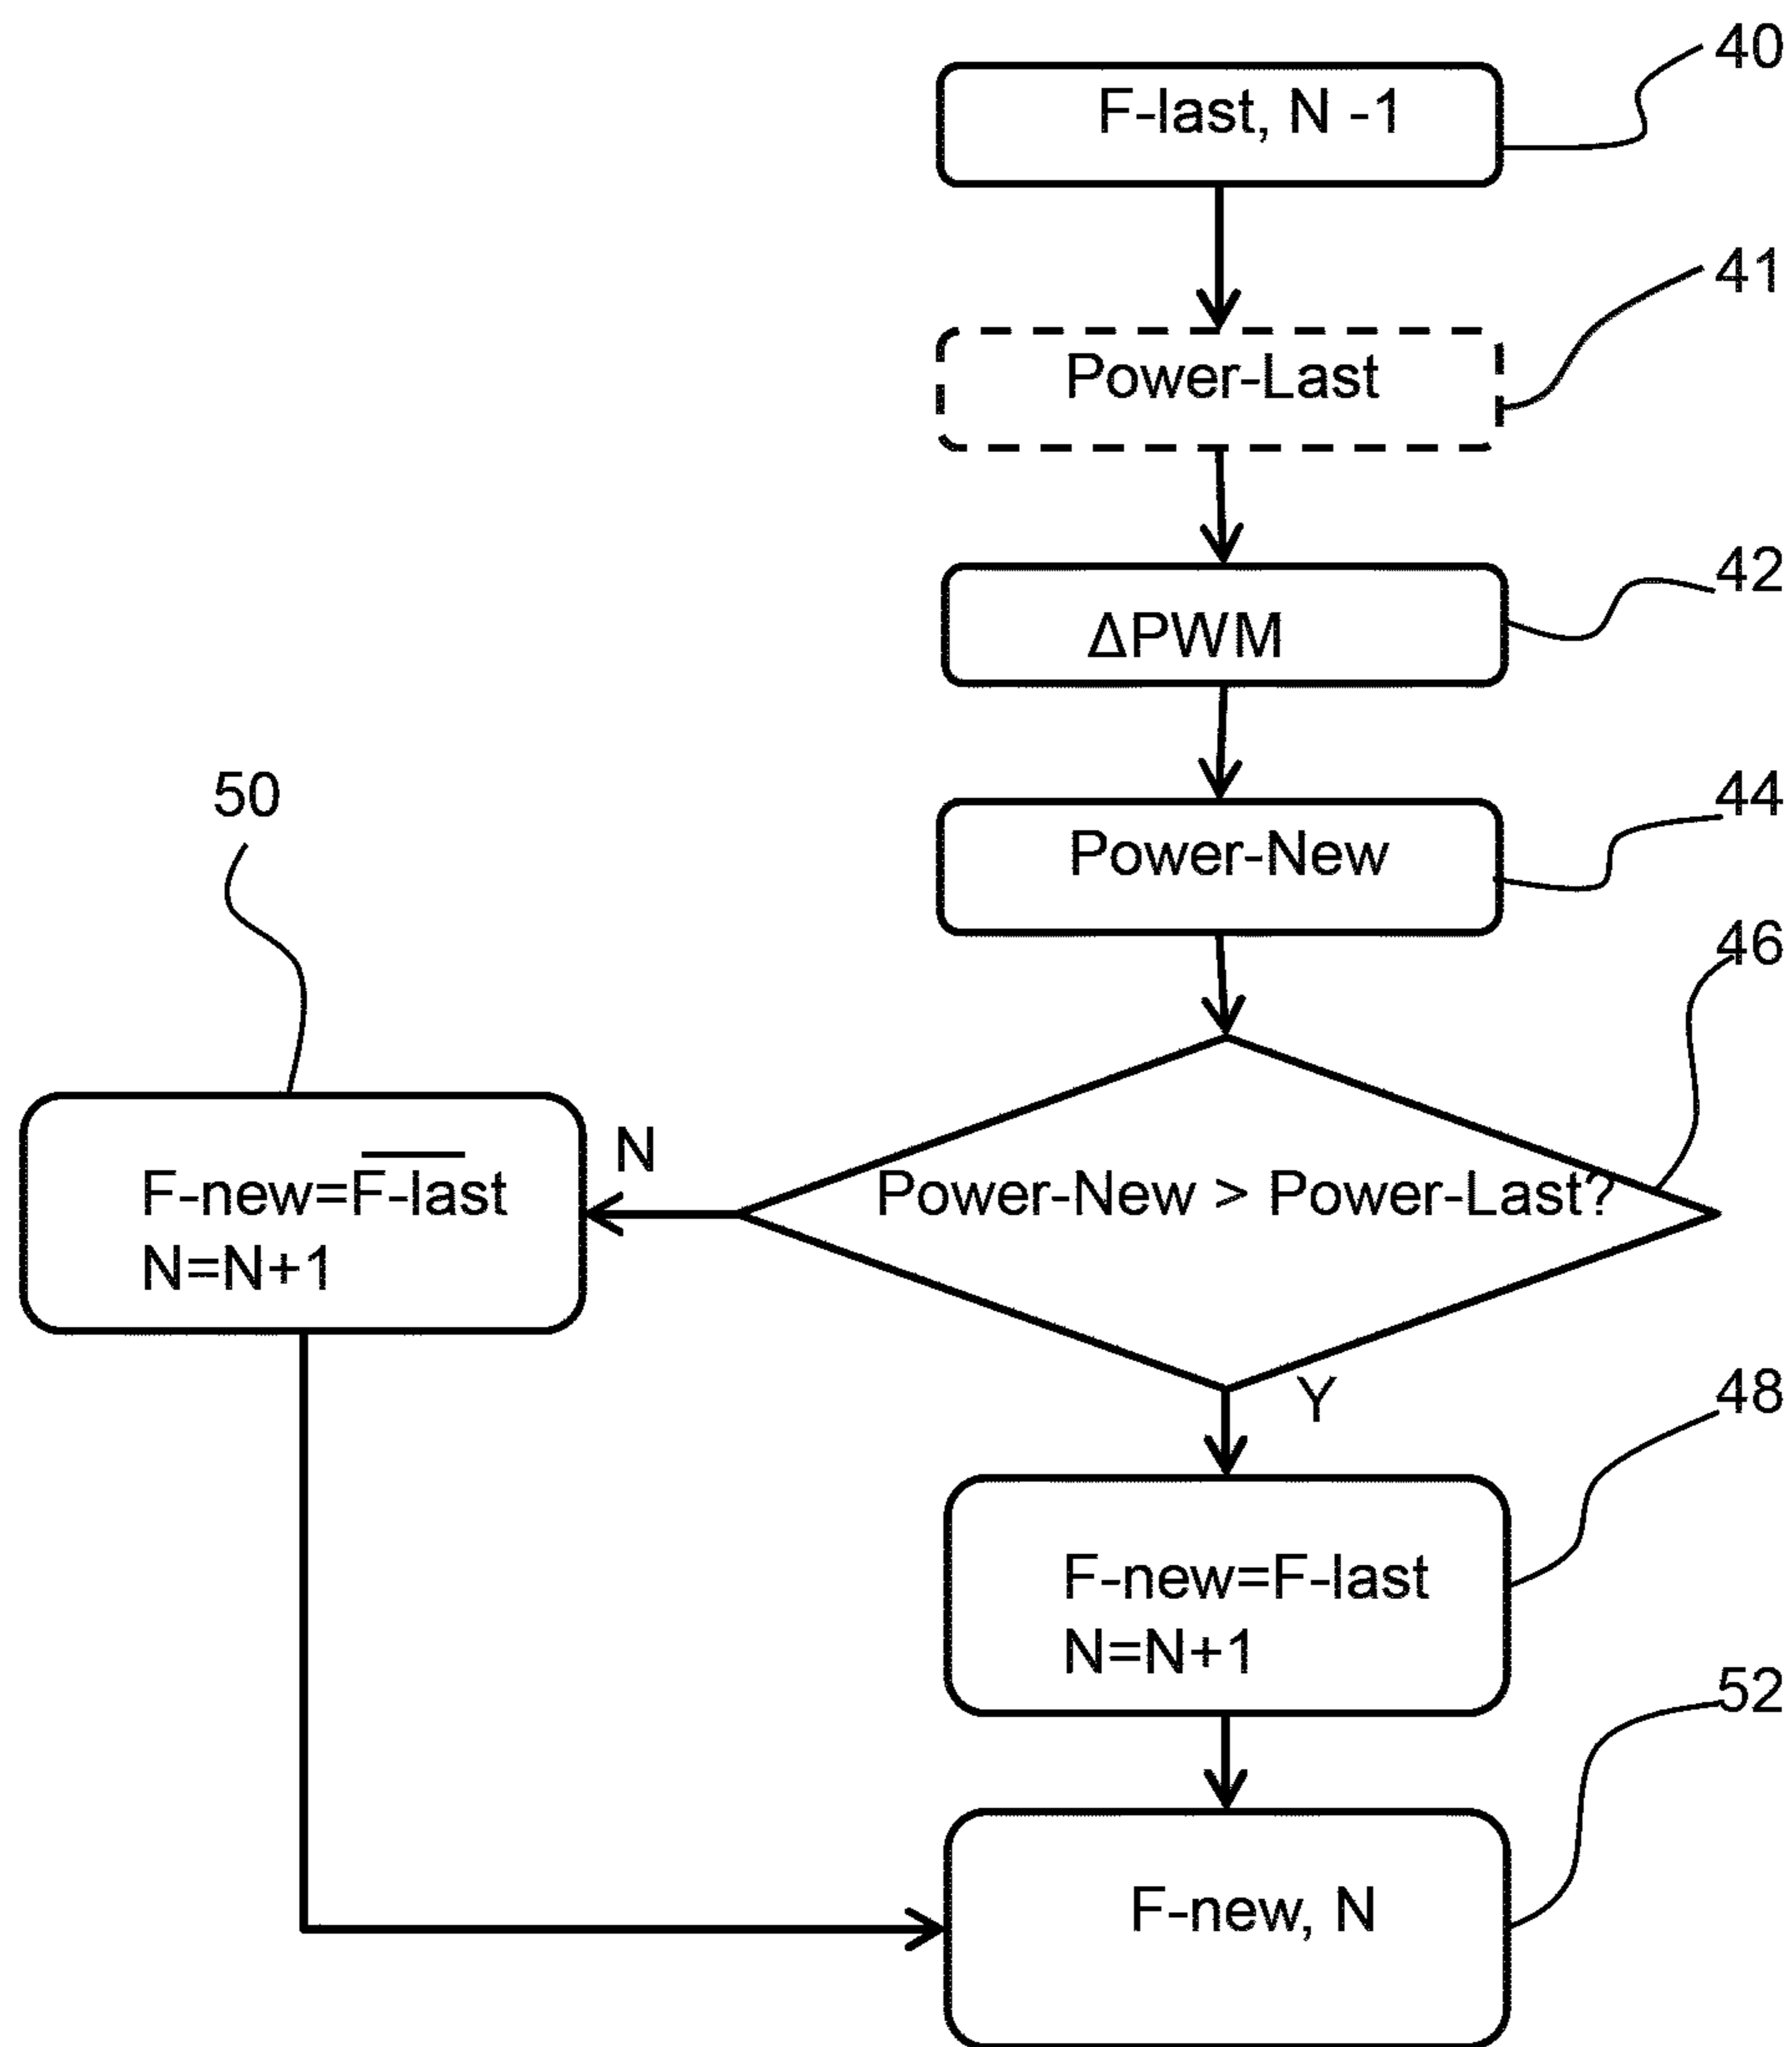 40
F-last, N -1
41
Power-Last
42
ΔPWM
50
44
Power-New
46
N
Power-New > Power-Last?
F-new=F̅-̅l̅a̅s̅t̅
N=N+1
Y
48
F-new=F-last
N=N+1
52
F-new, N